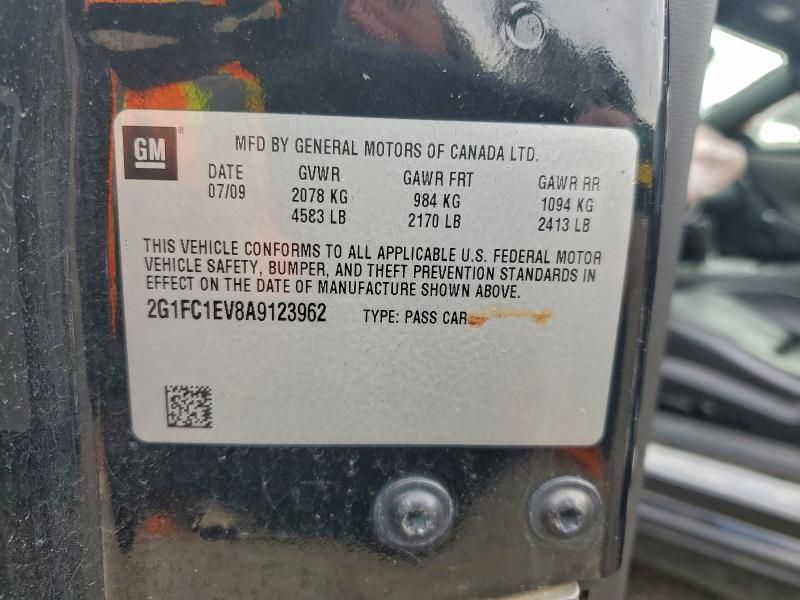 GM
MFD BY GENERAL MOTORS OF CANADA LTD.
DATE GVWR GAWR FRT GAWR RR
07/09 2078 KG 984 KG 1094 KG
4583 LB 2170 LB 2413 LB
THIS VEHICLE CONFORMS TO ALL APPLICABLE U.S. FEDERAL MOTOR
VEHICLE SAFETY, BUMPER, AND THEFT PREVENTION STANDARDS IN
EFFECT ON THE DATE OF MANUFACTURE SHOWN ABOVE.
2G1FC1EV8A9123962 TYPE: PASS CAR